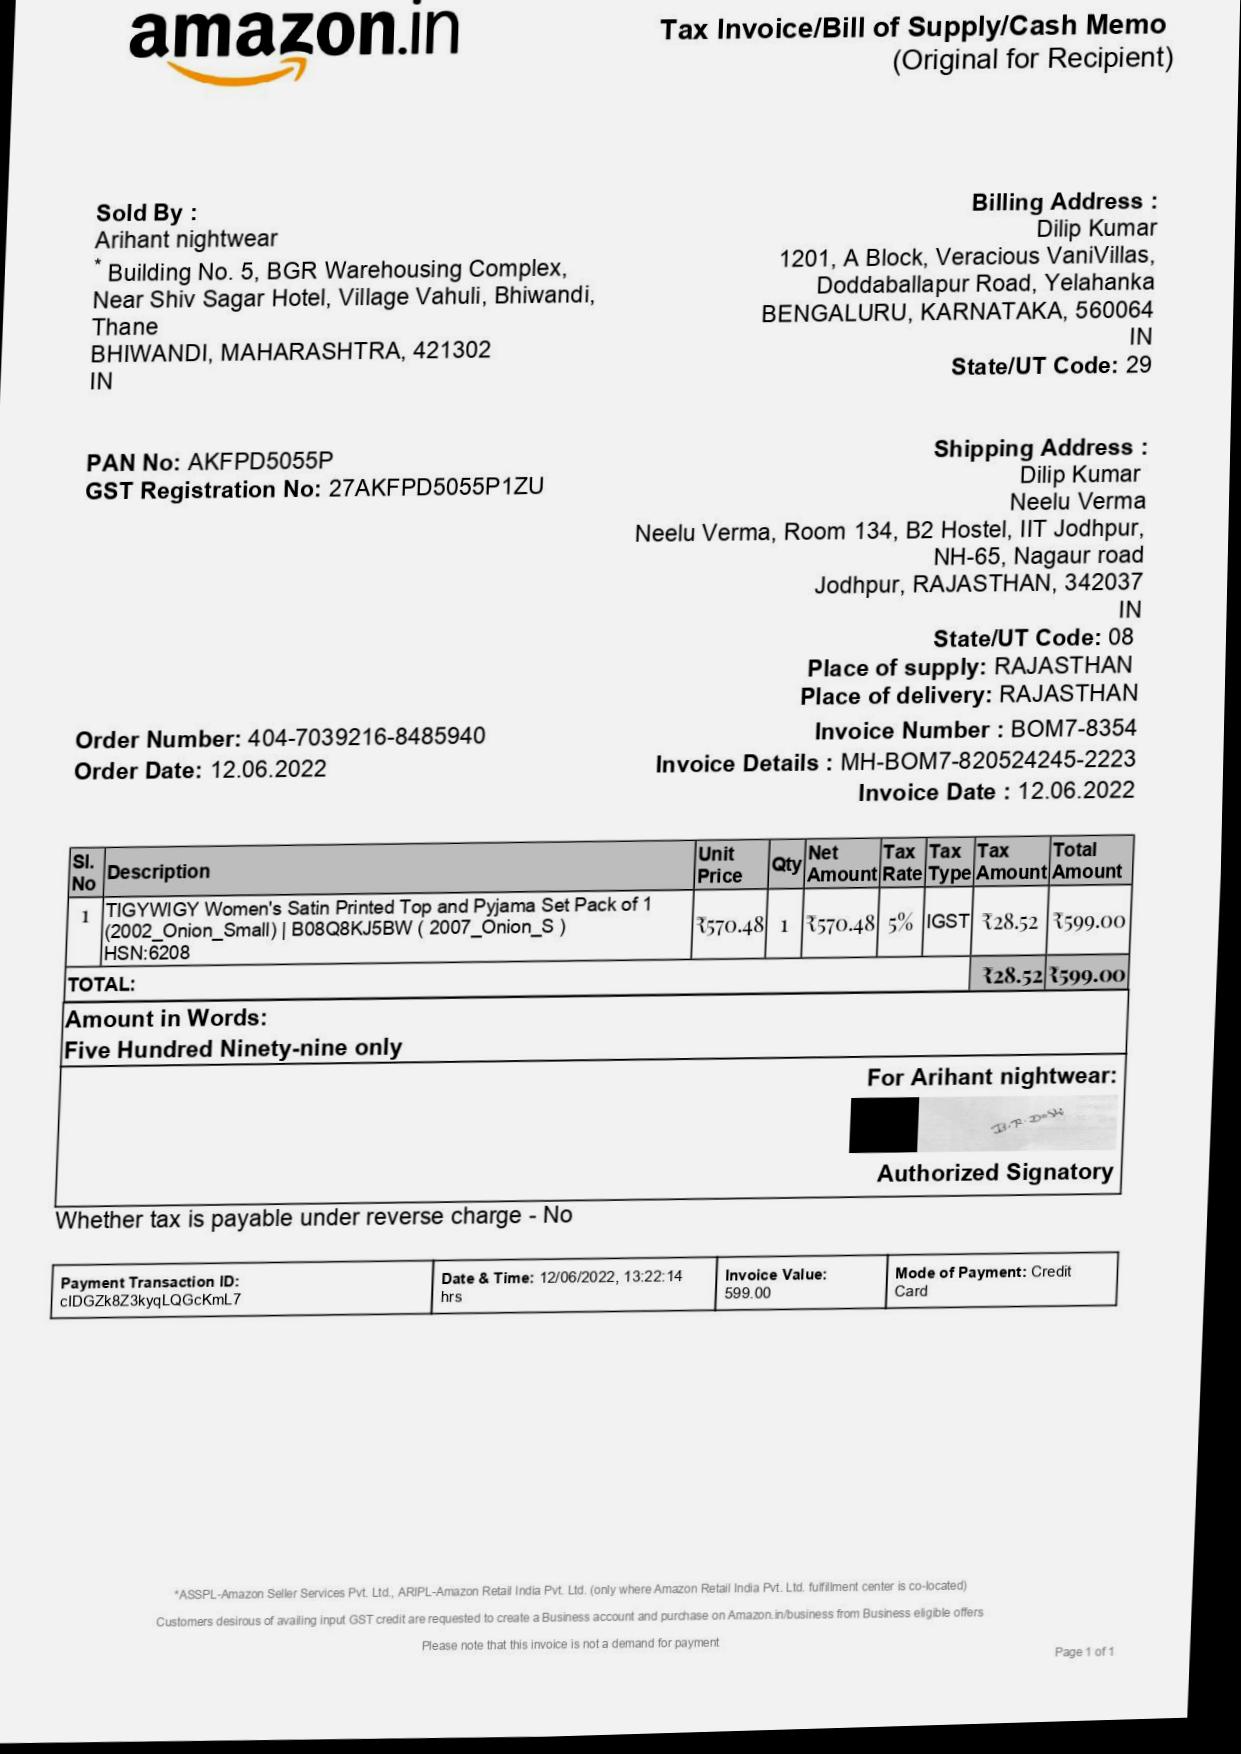 amazon.in
Tax Invoice/Bill of Supply/Cash Memo
(Original for Recipient)
Sold By :
Arihant nightwear
* Building No. 5, BGR Warehousing Complex,
Near Shiv Sagar Hotel, Village Vahuli, Bhiwandi,
Thane
BHIWANDI, MAHARASHTRA, 421302
IN
Billing Address :
Dilip Kumar
1201, A Block, Veracious VaniVillas,
Doddaballapur Road, Yelahanka
BENGALURU, KARNATAKA, 560064
IN
State/UT Code: 29
PAN No: AKFPD5055P
GST Registration No: 27AKFPD5055P1ZU
Shipping Address :
Dilip Kumar
Neelu Verma
Neelu Verma, Room 134, B2 Hostel, IIT Jodhpur,
NH-65, Nagaur road
Jodhpur, RAJASTHAN, 342037
IN
State/UT Code: 08
Place of supply: RAJASTHAN
Place of delivery: RAJASTHAN
Order Number: 404-7039216-8485940
Order Date: 12.06.2022
Invoice Number : BOM7-8354
Invoice Details : MH-BOM7-820524245-2223
Invoice Date : 12.06.2022
Sl. No Description Unit Price Qty Net Amount Tax Rate Tax Type Tax Amount Total Amount
1 TIGYWIGY Women's Satin Printed Top and Pyjama Set Pack of 1 ₹570.48 1 ₹570.48 5% IGST ₹28.52 ₹599.00
(2002_Onion_Small) | B08Q8KJ5BW ( 2007_Onion_S )
HSN:6208
TOTAL: ₹28.52 ₹599.00
Amount in Words:
Five Hundred Ninety-nine only
For Arihant nightwear:
Authorized Signatory
Whether tax is payable under reverse charge - No
Payment Transaction ID: Date & Time: 12/06/2022, 13:22:14 Invoice Value: Mode of Payment: Credit
cIDGZk8Z3kyqLQGcKmL7 hrs 599.00 Card
*ASSPL-Amazon Seller Services Pvt. Ltd., ARIPL-Amazon Retail India Pvt. Ltd. (only where Amazon Retail India Pvt. Ltd. fulfillment center is co-located)
Customers desirous of availing input GST credit are requested to create a Business account and purchase on Amazon.in/business from Business eligible offers
Please note that this invoice is not a demand for payment
Page 1 of 1